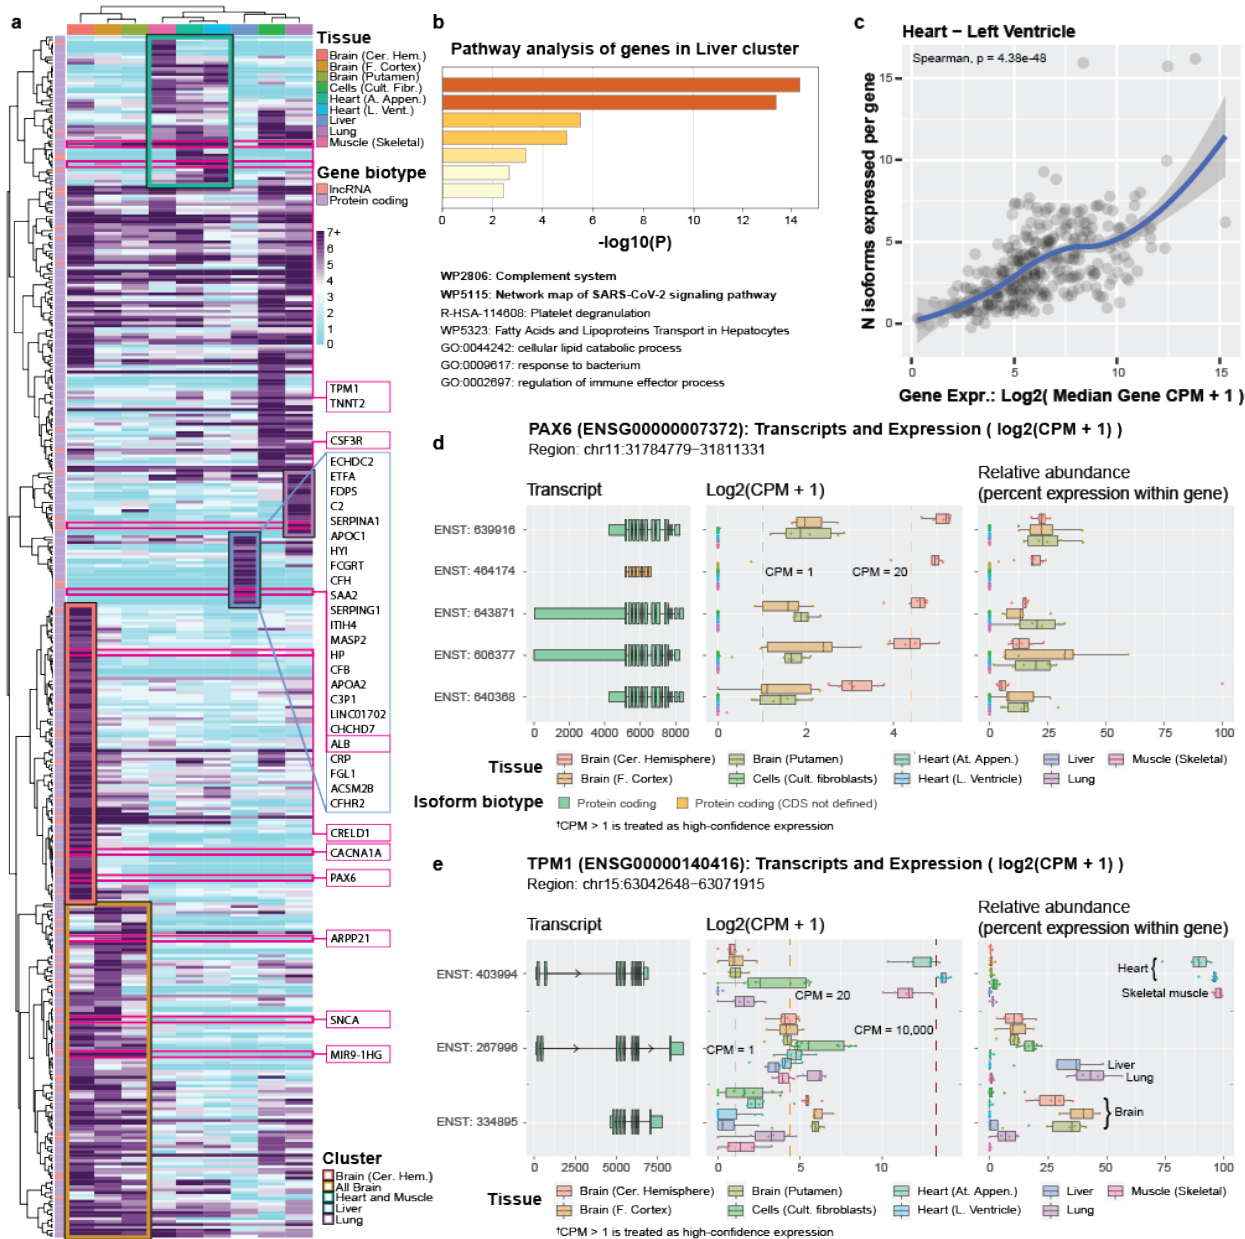 a
Tissue
Brain (Cer. Hem.)
Brain (F. Cortex)
Brain (Putamen)
Cells (Cult. Fibr.)
Heart (A. Appen.)
Heart (L. Vent.)
Liver
Lung
Muscle (Skeletal)
Gene biotype
lncRNA
Protein coding
7+
6
5
4
3
2
1
0
TPM1
TNNT2
CSF3R
ECHDC2
ETFA
FDPS
C2
SERPINA1
APOC1
HYI
FCGRT
CFH
SAA2
SERPING1
ITIH4
MASP2
HP
CFB
APOA2
C3P1
LINC01702
CHCHD7
ALB
CRP
FGL1
ACSM2B
CFHR2
CRELD1
CACNA1A
PAX6
ARPP21
SNCA
MIR9-1HG
Cluster
Brain (Cer. Hem.)
All Brain
Heart and Muscle
Liver
Lung
b
Pathway analysis of genes in Liver cluster
0 2 4 6 8 10 12 14
-log10(P)
WP2806: Complement system
WP5115: Network map of SARS-CoV-2 signaling pathway
R-HSA-114608: Platelet degranulation
WP5323: Fatty Acids and Lipoproteins Transport in Hepatocytes
GO:0044242: cellular lipid catabolic process
GO:0009617: response to bacterium
GO:0002697: regulation of immune effector process
c
Heart – Left Ventricle
Spearman, p = 4.38e-48
N isoforms expressed per gene
15
10
5
0
0 5 10 15
Gene Expr.: Log2( Median Gene CPM + 1 )
d
PAX6 (ENSG00000007372): Transcripts and Expression ( log2(CPM + 1) )
Region: chr11:31784779–31811331
Transcript
Log2(CPM + 1)
Relative abundance
(percent expression within gene)
ENST: 639916
ENST: 464174
ENST: 643871
ENST: 606377
ENST: 640368
CPM = 1
CPM = 20
0 2000 4000 6000 8000
0 2 4
0 25 50 75 100
Tissue
Brain (Cer. Hemisphere)
Brain (Putamen)
Heart (At. Appen.)
Liver
Muscle (Skeletal)
Brain (F. Cortex)
Cells (Cult. fibroblasts)
Heart (L. Ventricle)
Lung
Isoform biotype
Protein coding
Protein coding (CDS not defined)
†CPM > 1 is treated as high-confidence expression
e
TPM1 (ENSG00000140416): Transcripts and Expression ( log2(CPM + 1) )
Region: chr15:63042648–63071915
Transcript
Log2(CPM + 1)
Relative abundance
(percent expression within gene)
ENST: 403994
ENST: 267996
ENST: 334895
CPM = 20
CPM = 10,000
CPM = 1
Heart
Skeletal muscle
Liver
Lung
Brain
0 2500 5000 7500
0 5 10
0 25 50 75 100
Tissue
Brain (Cer. Hemisphere)
Brain (Putamen)
Heart (At. Appen.)
Liver
Muscle (Skeletal)
Brain (F. Cortex)
Cells (Cult. fibroblasts)
Heart (L. Ventricle)
Lung
†CPM > 1 is treated as high-confidence expression